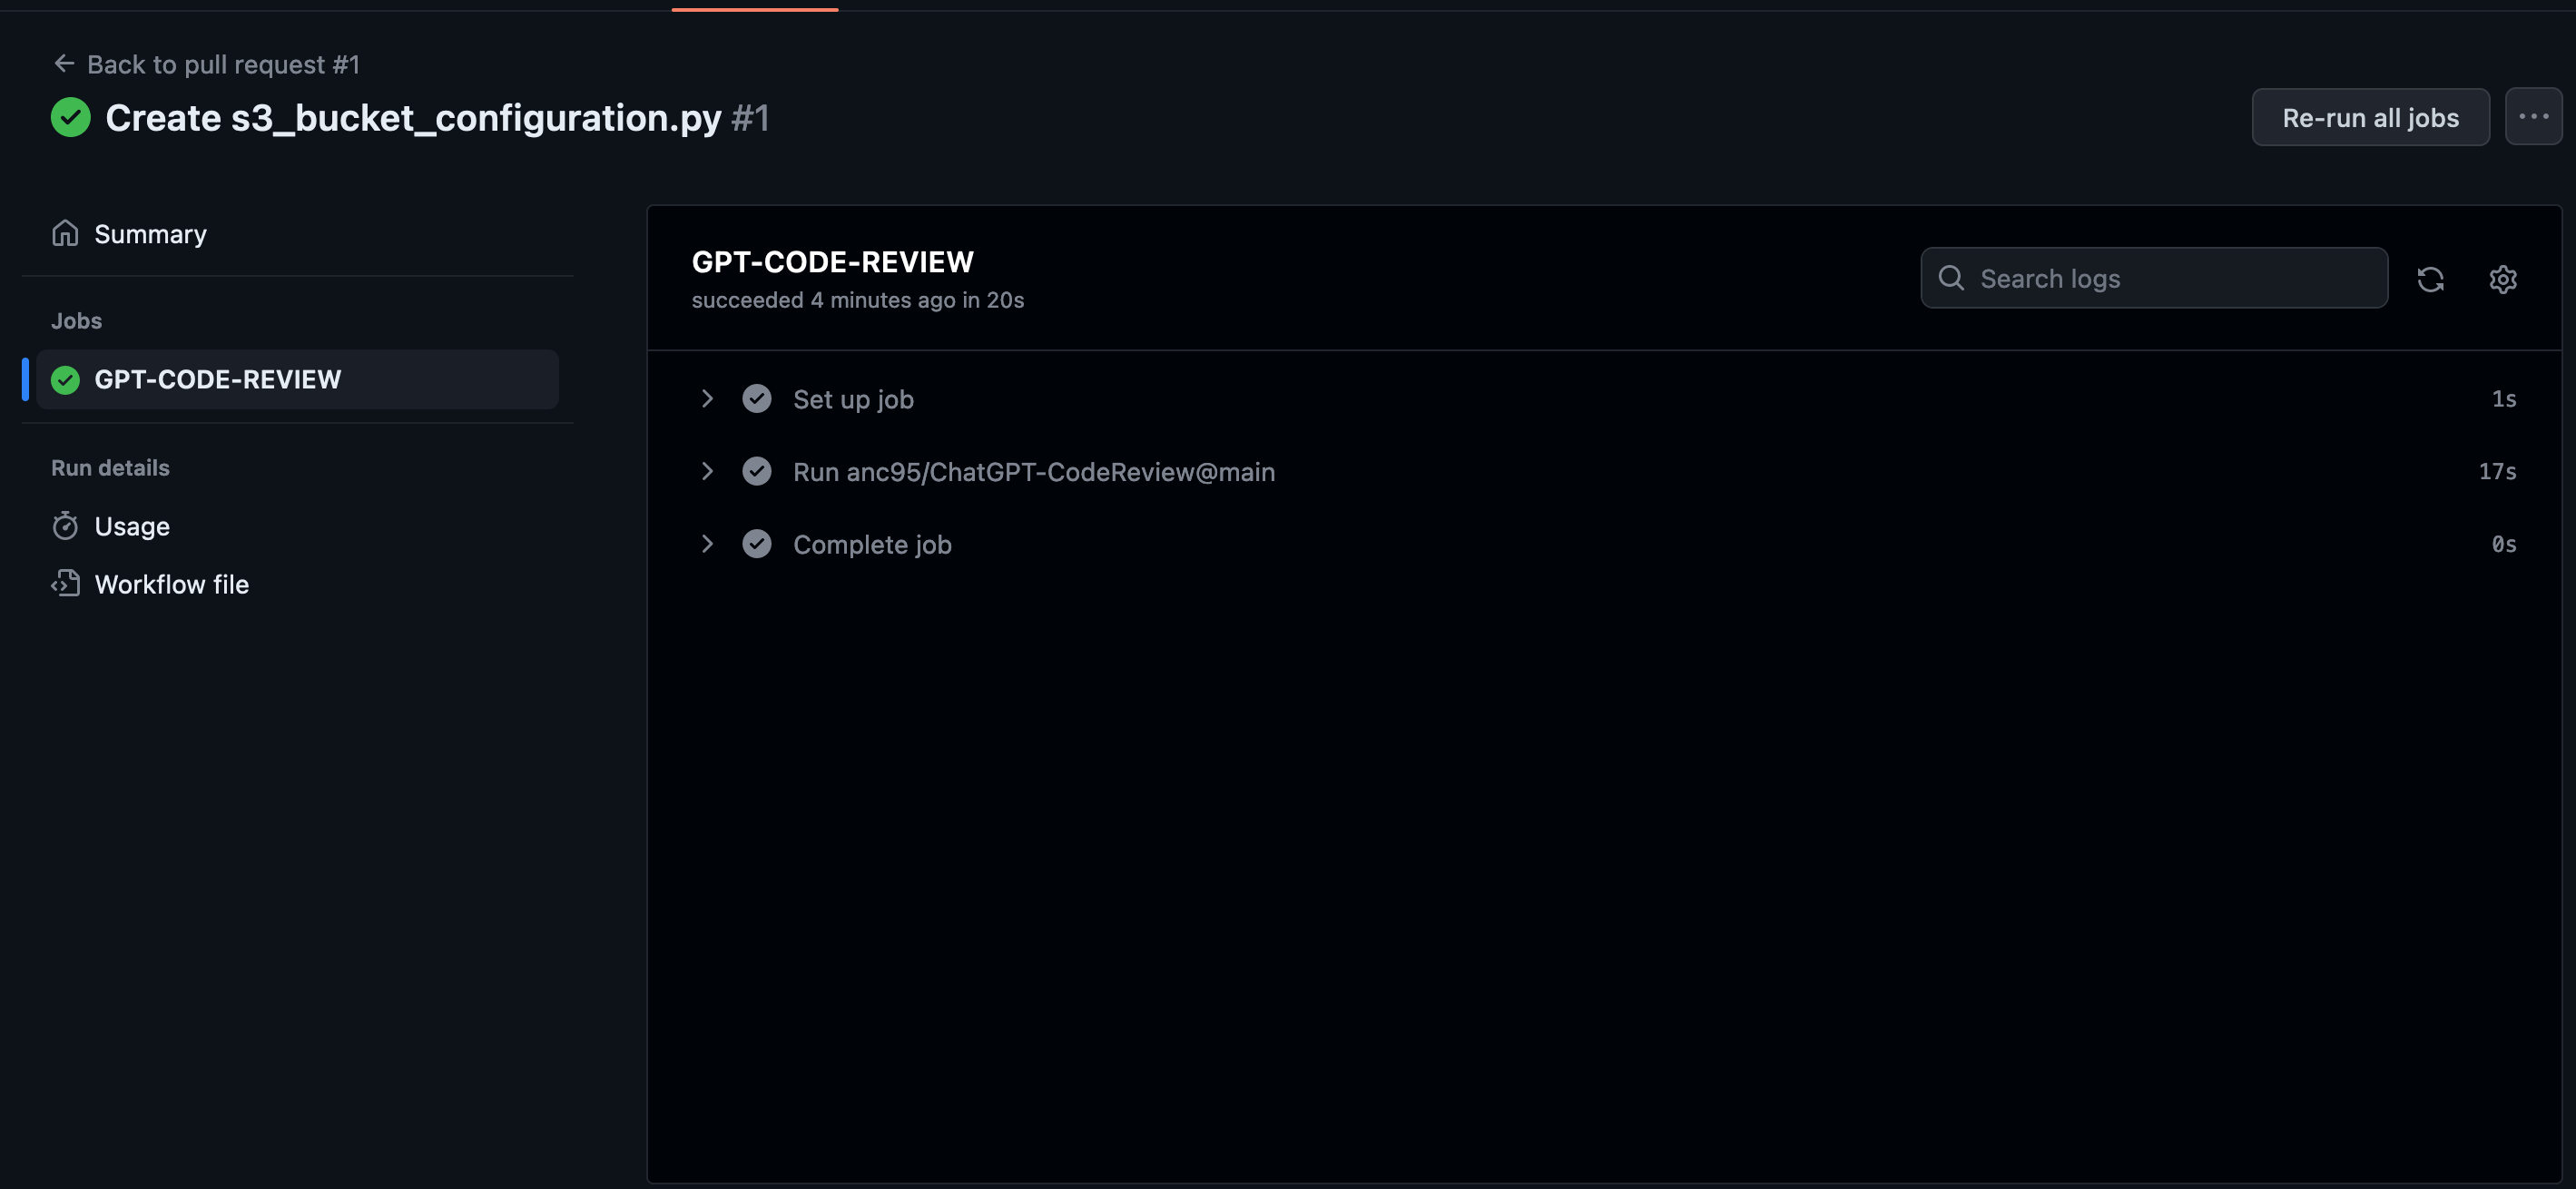 Back to pull request #1
Create s3_bucket_configuration.py #1
Re-run all jobs
Summary
Jobs
GPT-CODE-REVIEW
Run details
Usage
Workflow file
GPT-CODE-REVIEW
succeeded 4 minutes ago in 20s
Search logs
Set up job 1s
Run anc95/ChatGPT-CodeReview@main 17s
Complete job 0s